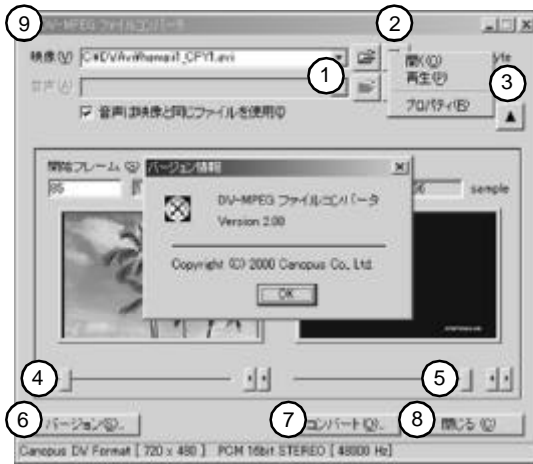 ⑨ DV-MPEG ファイルコンバータ
②
映像(V) C:¥DVAvi¥hawaii1_CPY1.avi
①
開く(O)
再生(P)
プロパティ(R)
yte
③
音声(A)
音声は映像と同じファイルを使用(I)
▲
開始フレーム(S)
85
バージョン情報
sample
DV-MPEG ファイルコンバータ
Version 2.00
Copyright (C) 2000 Canopus Co., Ltd.
OK
④
⑤
⑥ バージョン
⑦ コンバート(O)...
⑧ 閉じる(C)
Canopus DV Format [ 720 x 480 ] PCM 16bit STEREO [ 48000 Hz]